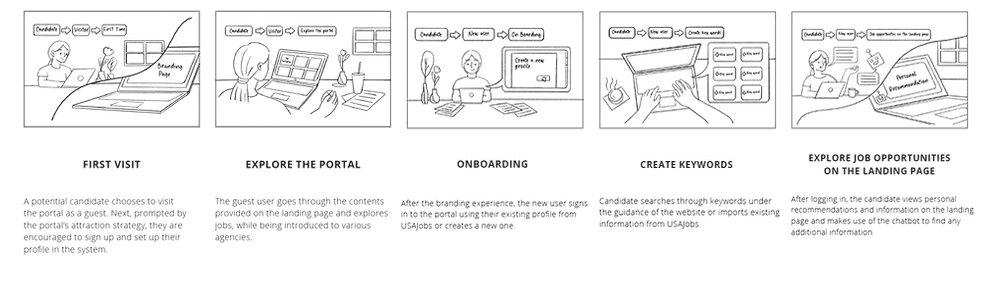 Candidate Visitor First Time
Branding
Page
FIRST VISIT
A potential candidate chooses to visit
the portal as a guest. Next, prompted by
the portal's attraction strategy, they are
encouraged to sign up and set up their
profile in the system.
Candidate Visitor Explore the portal
EXPLORE THE PORTAL
The guest user goes through the contents
provided on the landing page and explores
jobs, while being introduced to various
agencies.
Candidate New user On Boarding
Create a new
profile
ONBOARDING
After the branding experience, the new user signs
in to the portal using their existing profile from
USAJobs or creates a new one.
Candidate New user Create key words
Key word Key word
Key word Key word
Key word Key word
CREATE KEYWORDS
Candidate searches through keywords under
the guidance of the website or imports existing
information from USAJobs.
Candidate New user Job opportunities on the landing page
Personal
Recommendation
EXPLORE JOB OPPORTUNITIES
ON THE LANDING PAGE
After logging in, the candidate views personal
recommendations and information on the landing
page and makes use of the chatbot to find any
additional information.